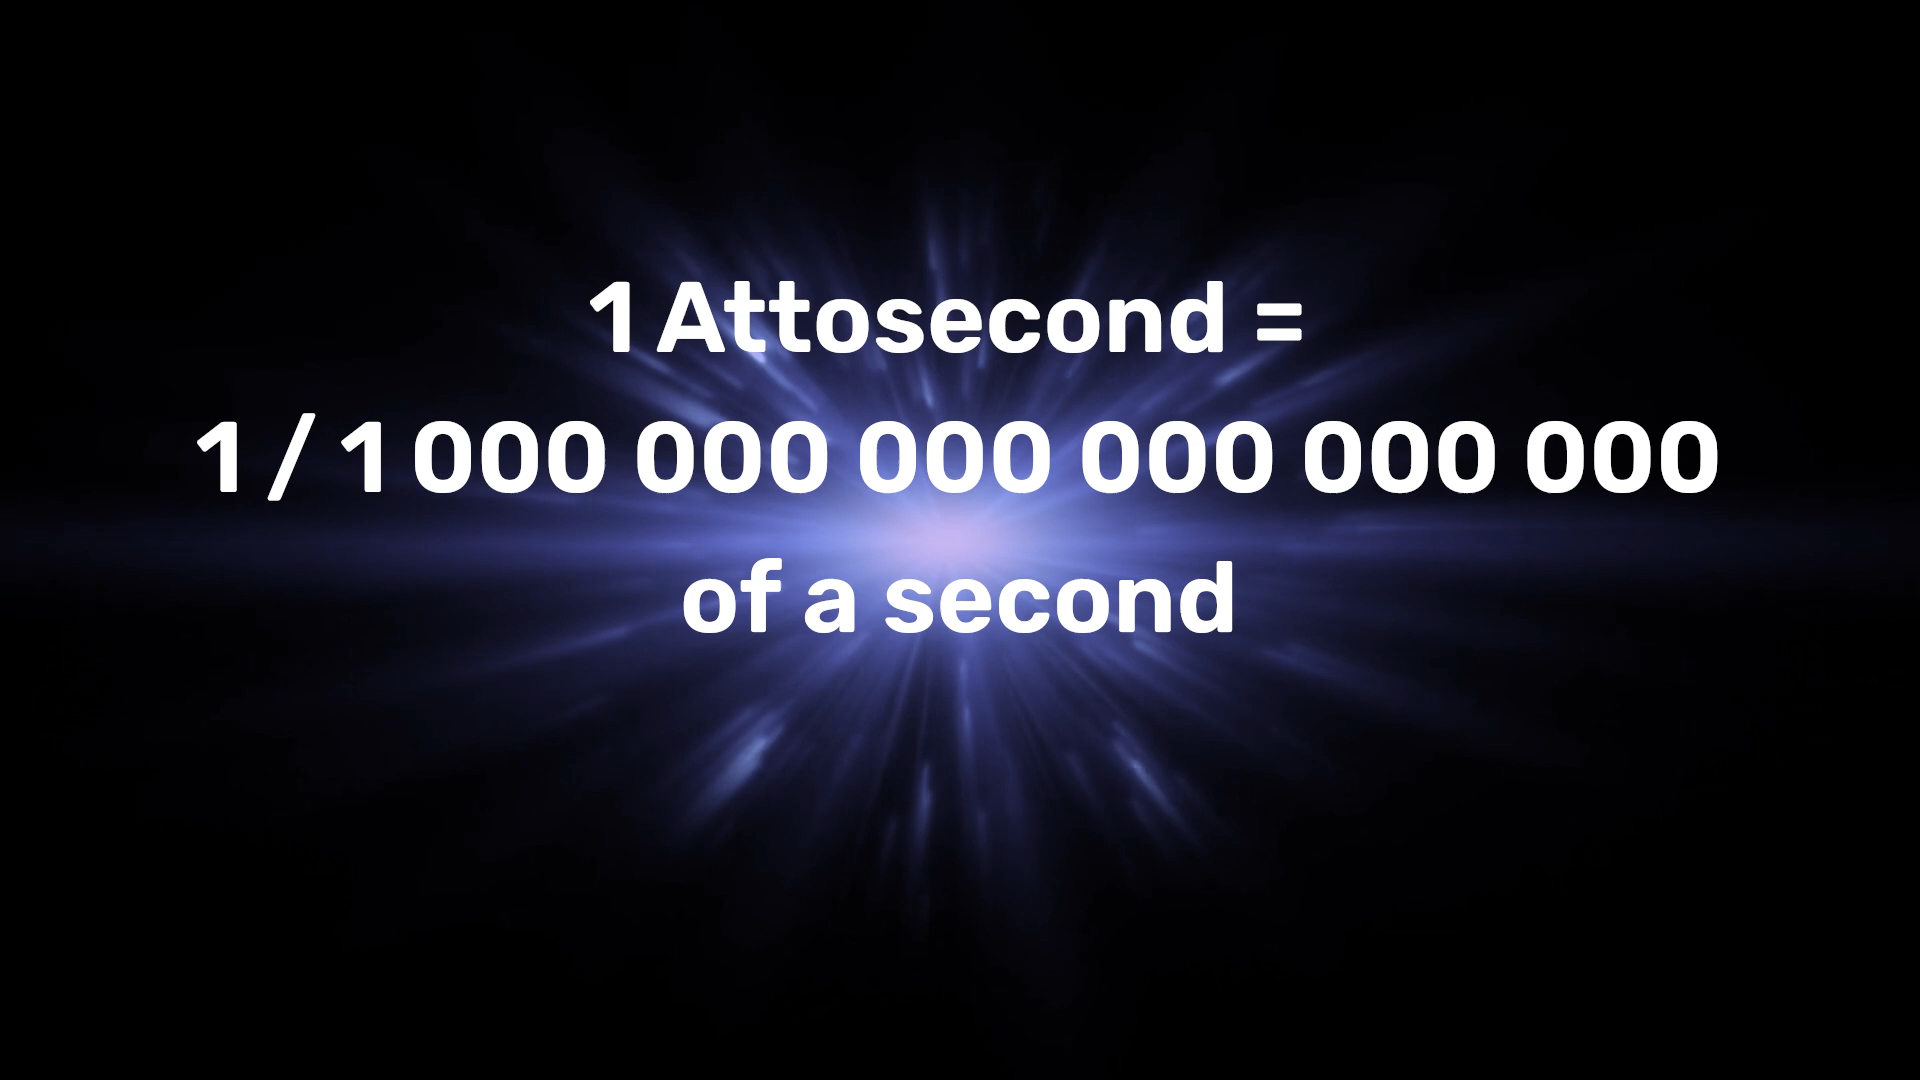 1 Attosecond =
1 / 1 000 000 000 000 000 000
of a second